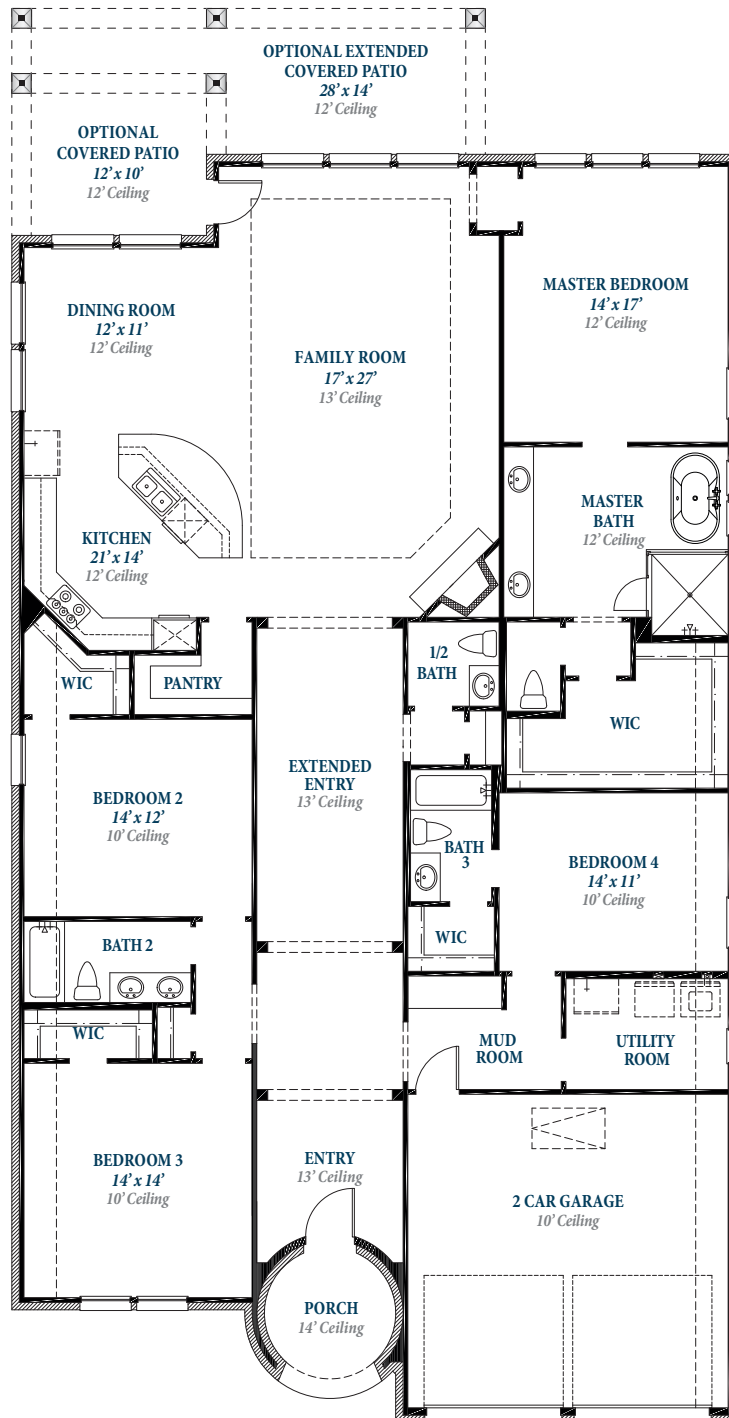 OPTIONAL EXTENDED
COVERED PATIO
28' x 14'
12' Ceiling
OPTIONAL
COVERED PATIO
12' x 10'
12' Ceiling
DINING ROOM
12' x 11'
12' Ceiling
FAMILY ROOM
17' x 27'
13' Ceiling
MASTER BEDROOM
14' x 17'
12' Ceiling
KITCHEN
21' x 14'
12' Ceiling
MASTER
BATH
12' Ceiling
WIC
PANTRY
1/2
BATH
WIC
EXTENDED
ENTRY
13' Ceiling
BEDROOM 2
14' x 12'
10' Ceiling
BATH
3
BEDROOM 4
14' x 11'
10' Ceiling
WIC
BATH 2
WIC
MUD
ROOM
UTILITY
ROOM
BEDROOM 3
14' x 14'
10' Ceiling
ENTRY
13' Ceiling
2 CAR GARAGE
10' Ceiling
PORCH
14' Ceiling